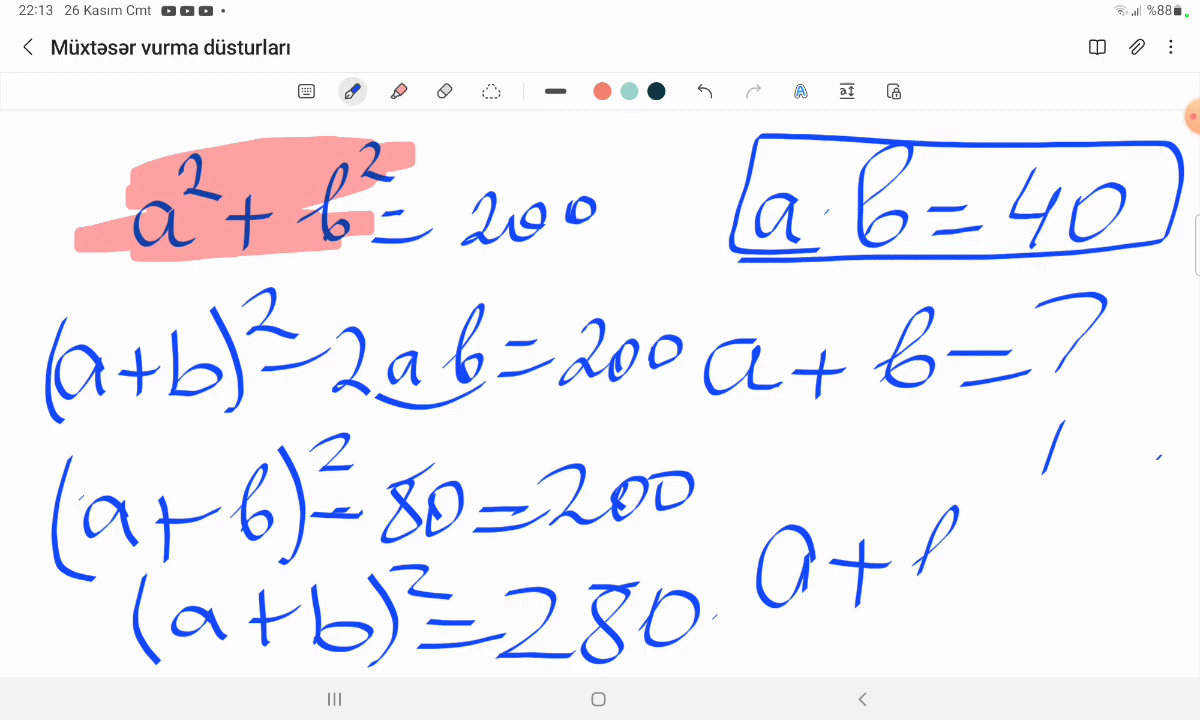 22:13 26 Kasım Cmt %88
Müxtəsər vurma düsturları
a² + b² = 200 a · b = 40
(a+b)² - 2ab = 200 a + b = ?
(a+b)² - 80 = 200
(a+b)² = 280 a + b